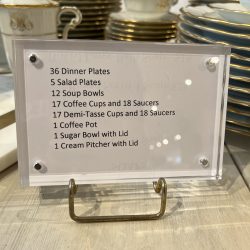 36 Dinner Plates
5 Salad Plates
12 Soup Bowls
17 Coffee Cups and 18 Saucers
17 Demi-Tasse Cups and 18 Saucers
1 Coffee Pot
1 Sugar Bowl with Lid
1 Cream Pitcher with Lid